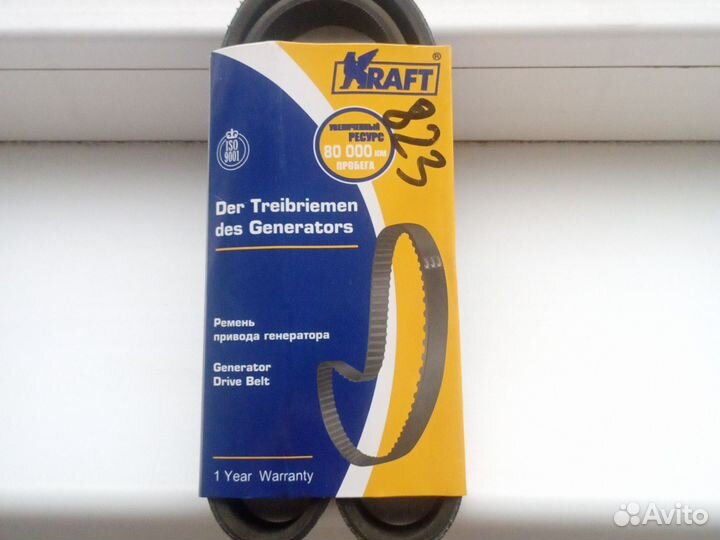 KRAFT®
823
УВЕЛИЧЕННЫЙ
РЕСУРС
80 000 км
ПРОБЕГА
ISO
9001
Der Treibriemen
des Generators
Ремень
привода генератора
Generator
Drive Belt
1 Year Warranty
Avito